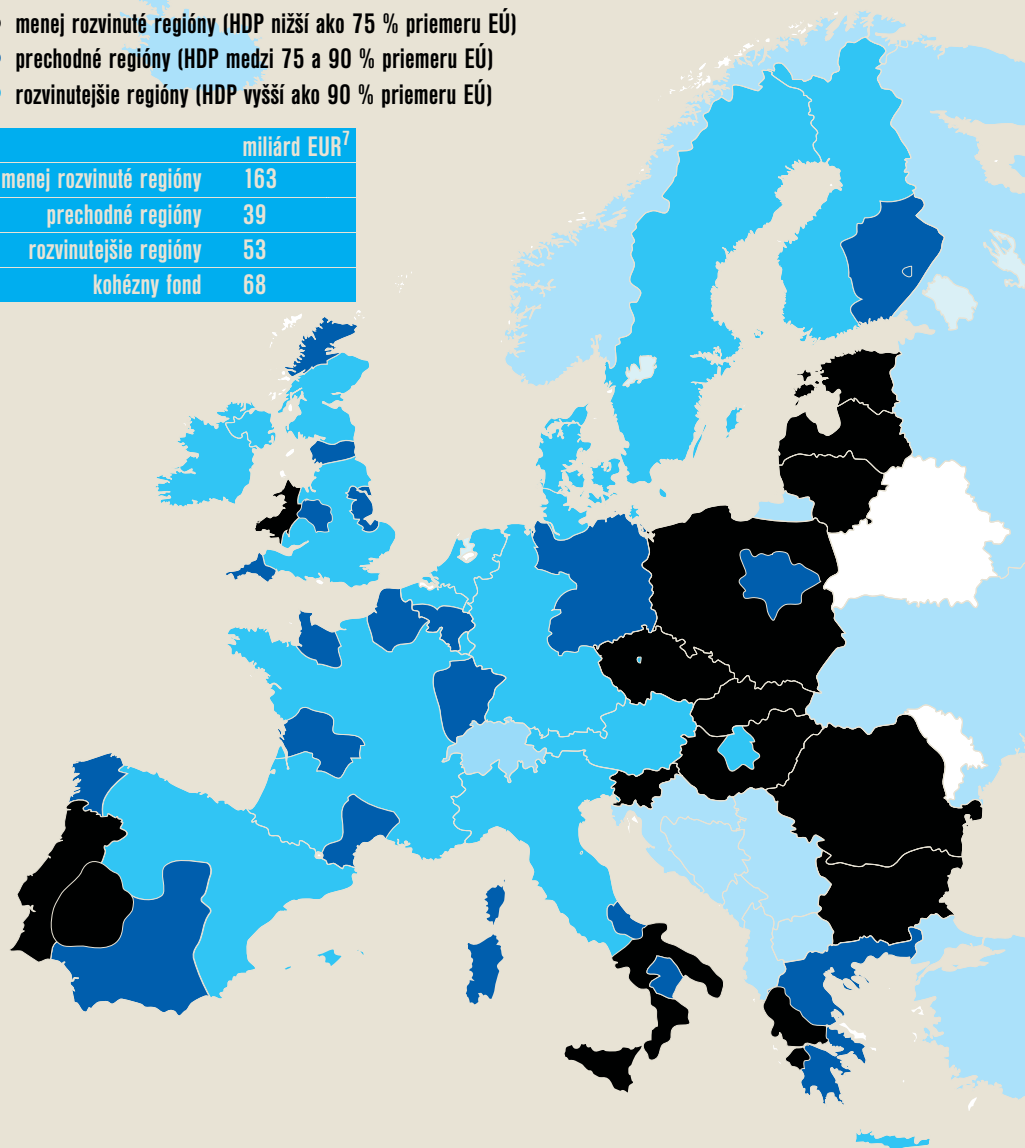 menej rozvinuté regióny (HDP nižší ako 75 % priemeru EÚ)
prechodné regióny (HDP medzi 75 a 90 % priemeru EÚ)
rozvinutejšie regióny (HDP vyšší ako 90 % priemeru EÚ)
miliárd EUR7
menej rozvinuté regióny 163
prechodné regióny 39
rozvinutejšie regióny 53
kohézny fond 68